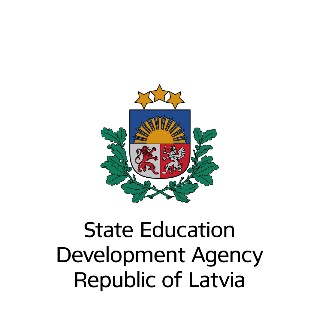 State Education
Development Agency
Republic of Latvia